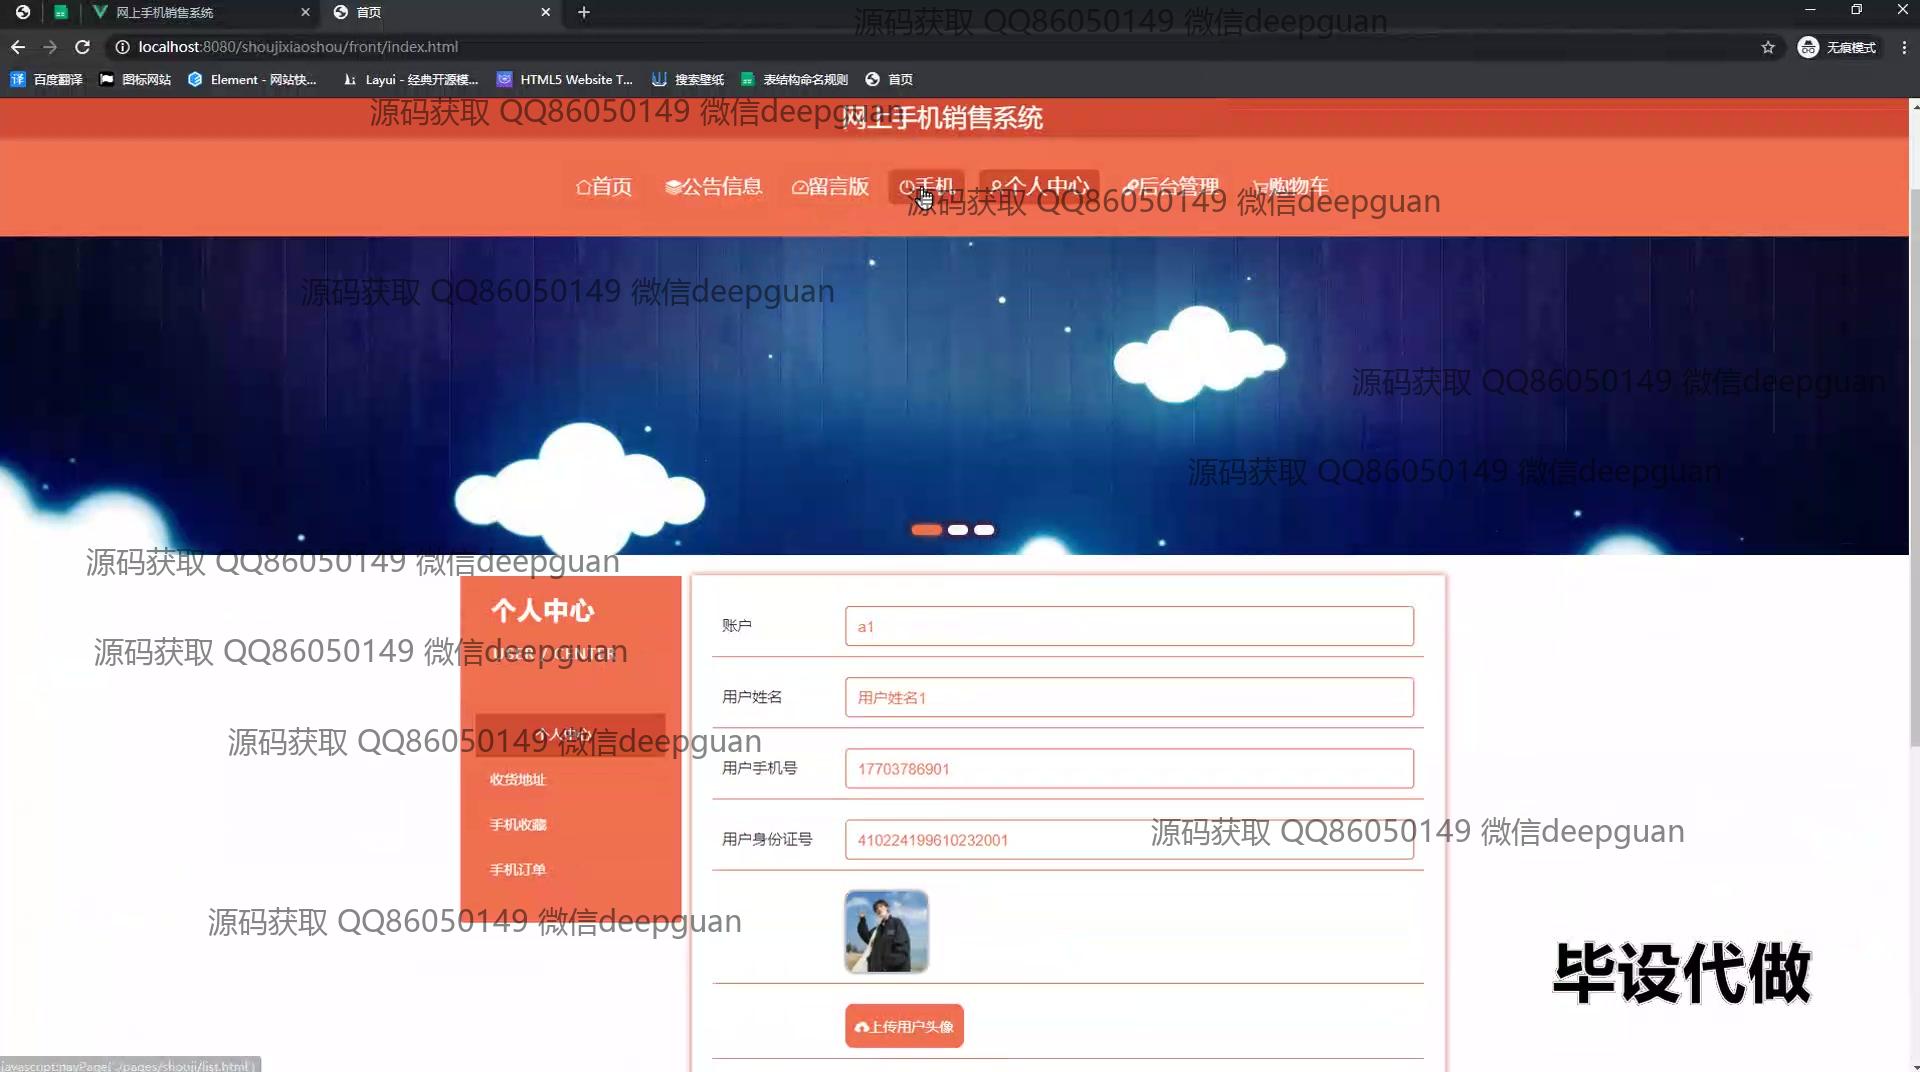 网上手机销售系统
首页
源码获取 QQ86050149 微信deepguan
localhost:8080/shoujixiaoshou/front/index.html
无痕模式
百度翻译 图标网站 Element - 网站快... Layui - 经典开源模... HTML5 Website T... 搜索壁纸 表结构命名规则 首页
源码获取 QQ86050149 微信deepguan
网上手机销售系统
首页 公告信息 留言版 手机 个人中心 后台管理 购物车
源码获取 QQ86050149 微信deepguan
源码获取 QQ86050149 微信deepguan
源码获取 QQ86050149 微信deepguan
源码获取 QQ86050149 微信deepguan
源码获取 QQ86050149 微信deepguan
个人中心
USER / CENTER
源码获取 QQ86050149 微信deepguan
个人中心
源码获取 QQ86050149 微信deepguan
收货地址
手机收藏
手机订单
源码获取 QQ86050149 微信deepguan
账户 a1
用户姓名 用户姓名1
用户手机号 17703786901
用户身份证号 410224199610232001
源码获取 QQ86050149 微信deepguan
上传用户头像
毕设代做
javascript:navPage('./pages/shouji/list.html')